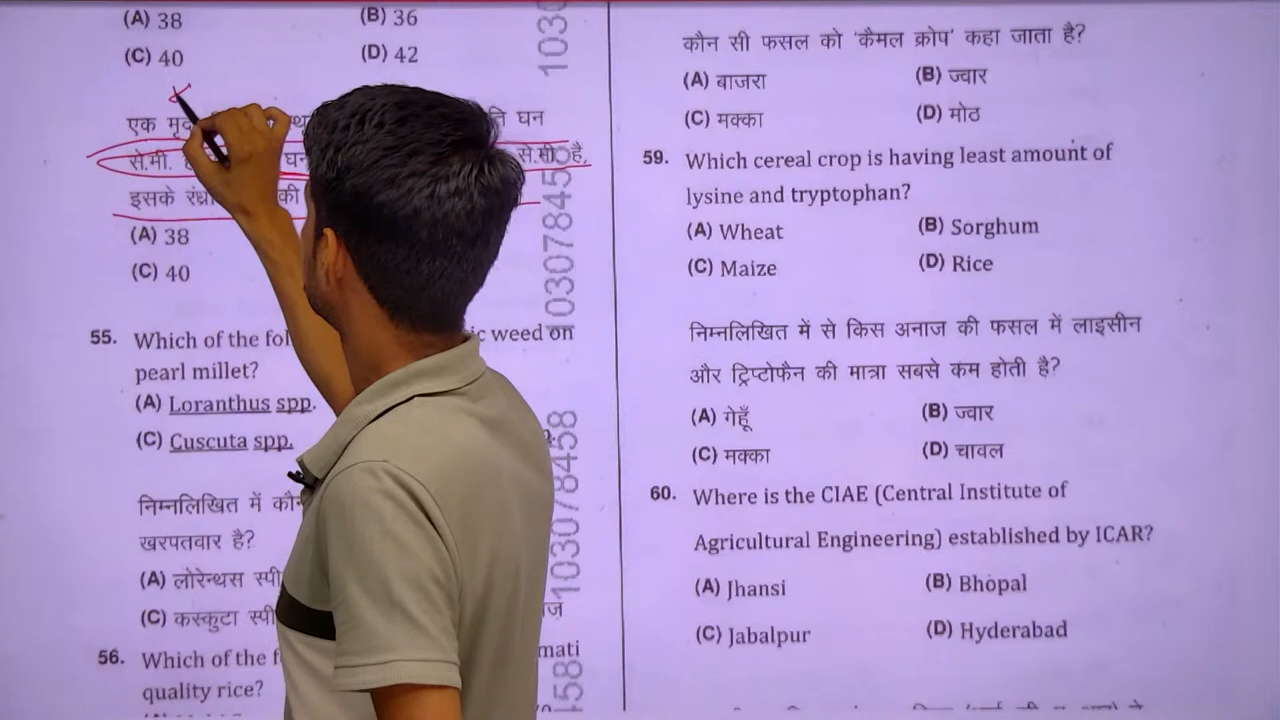 (A) 38 (B) 36
(C) 40 (D) 42
एक घन
से.मी. घन से.मी. है,
इसके की
(A) 38
(C) 40
55. Which of the weed on
pearl millet?
(A) Loranthus spp.
(C) Cuscuta spp.
निम्नलिखित में
खरपतवार है?
(A) लोरेन्थस
(C) कस्कुटा
56. Which of the
quality rice?
1030784558
कौन सी फसल को 'कैमल क्रोप' कहा जाता है?
(A) बाजरा (B) ज्वार
(C) मक्का (D) मोठ
59. Which cereal crop is having least amount of
lysine and tryptophan?
(A) Wheat (B) Sorghum
(C) Maize (D) Rice
निम्नलिखित में से किस अनाज की फसल में लाइसीन
और ट्रिप्टोफैन की मात्रा सबसे कम होती है?
(A) गेहूँ (B) ज्वार
(C) मक्का (D) चावल
60. Where is the CIAE (Central Institute of
Agricultural Engineering) established by ICAR?
(A) Jhansi (B) Bhopal
(C) Jabalpur (D) Hyderabad